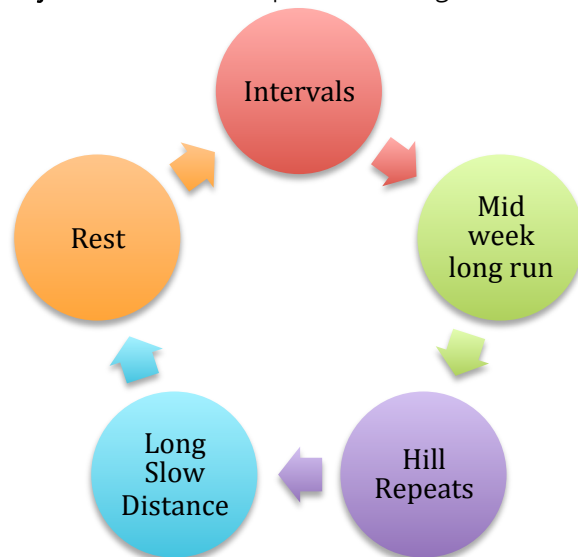 Intervals
Mid
week
long run
Hill
Repeats
Long
Slow
Distance
Rest